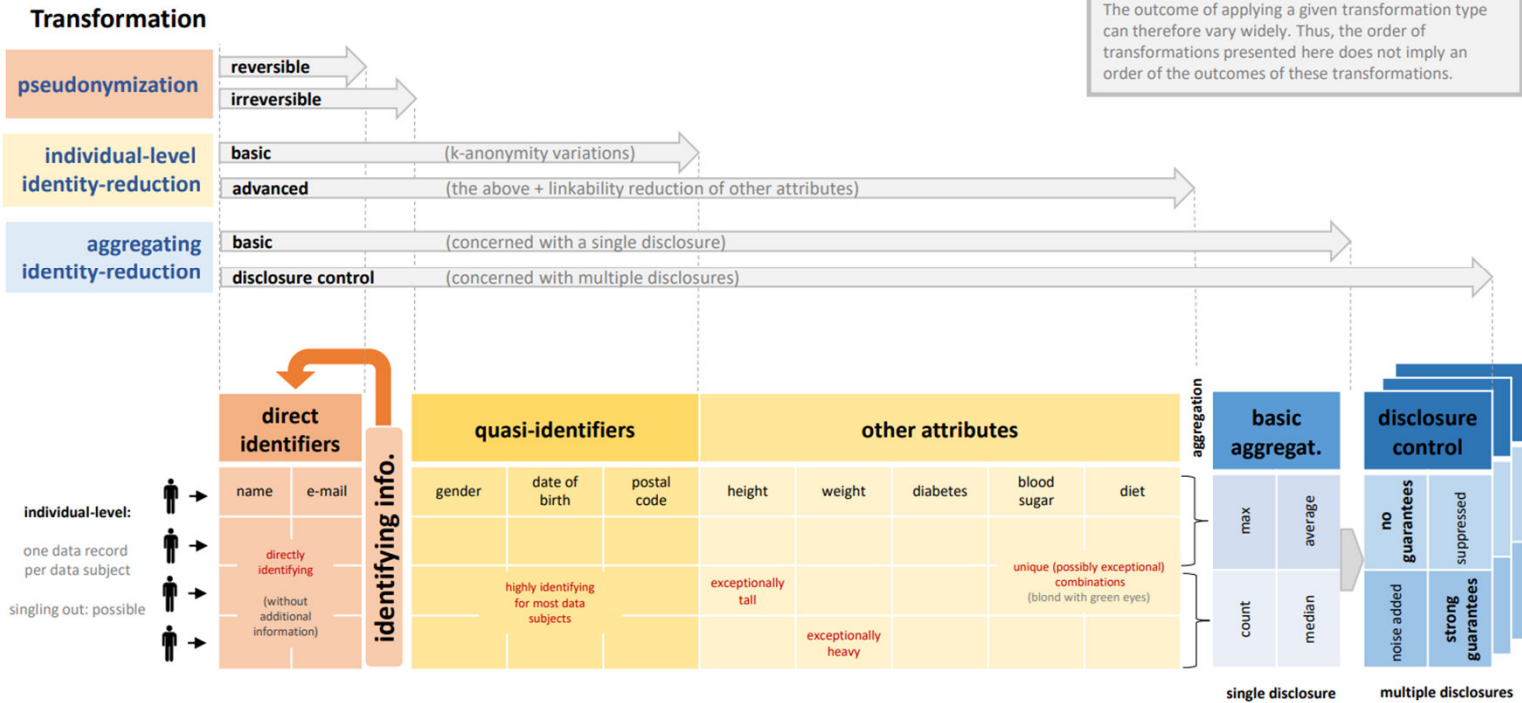 Transformation
The outcome of applying a given transformation type
can therefore vary widely. Thus, the order of
transformations presented here does not imply an
order of the outcomes of these transformations.
pseudonymization
reversible
irreversible
individual-level
identity-reduction
basic (k-anonymity variations)
advanced (the above + linkability reduction of other attributes)
aggregating
identity-reduction
basic (concerned with a single disclosure)
disclosure control (concerned with multiple disclosures)
direct
identifiers
identifying info.
quasi-identifiers
other attributes
aggregation
basic
aggregat.
disclosure
control
name
e-mail
gender
date of
birth
postal
code
height
weight
diabetes
blood
sugar
diet
individual-level:
one data record
per data subject
singling out: possible
directly
identifying
(without
additional
information)
highly identifying
for most data
subjects
exceptionally
tall
exceptionally
heavy
unique (possibly exceptional)
combinations
(blond with green eyes)
max
average
count
median
no
guarantees
suppressed
noise added
strong
guarantees
single disclosure
multiple disclosures